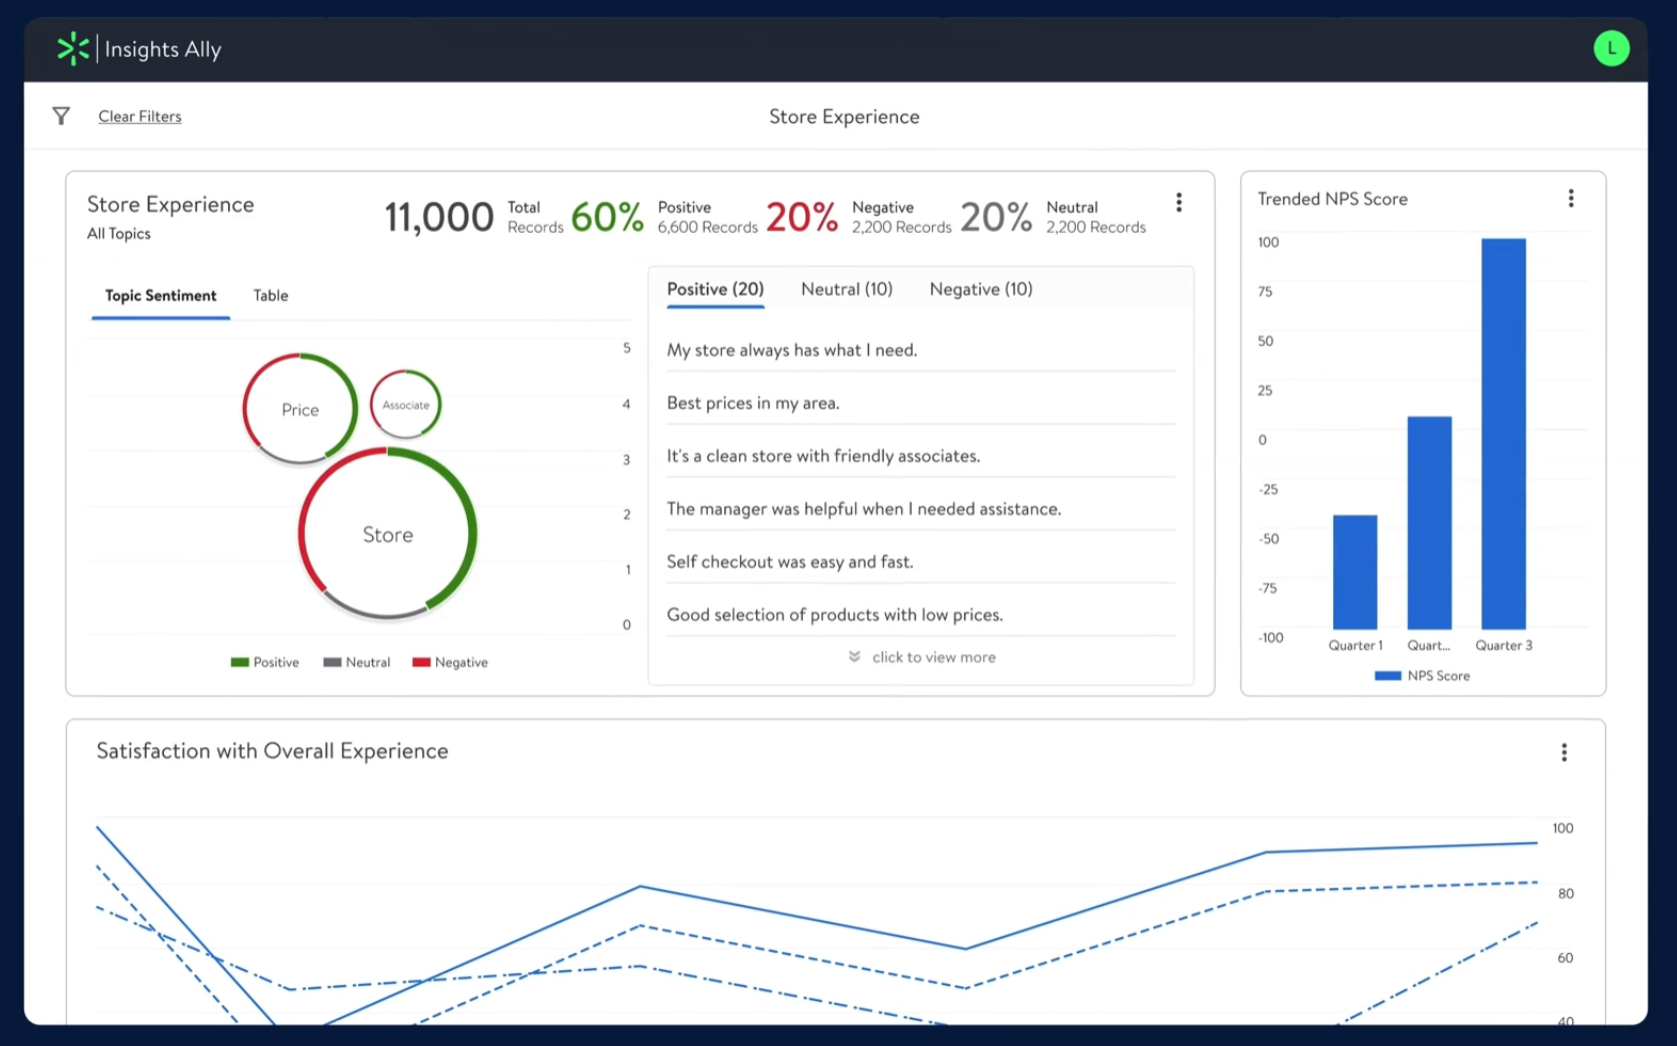 Insights Ally
L
Clear Filters
Store Experience
Store Experience
All Topics
11,000 Total Records
60% Positive 6,600 Records
20% Negative 2,200 Records
20% Neutral 2,200 Records
Topic Sentiment Table
5
4
3
2
1
0
Price
Associate
Store
Positive Neutral Negative
Positive (20) Neutral (10) Negative (10)
My store always has what I need.
Best prices in my area.
It's a clean store with friendly associates.
The manager was helpful when I needed assistance.
Self checkout was easy and fast.
Good selection of products with low prices.
click to view more
Trended NPS Score
100
75
50
25
0
-25
-50
-75
-100
Quarter 1 Quart... Quarter 3
NPS Score
Satisfaction with Overall Experience
100
80
60
40